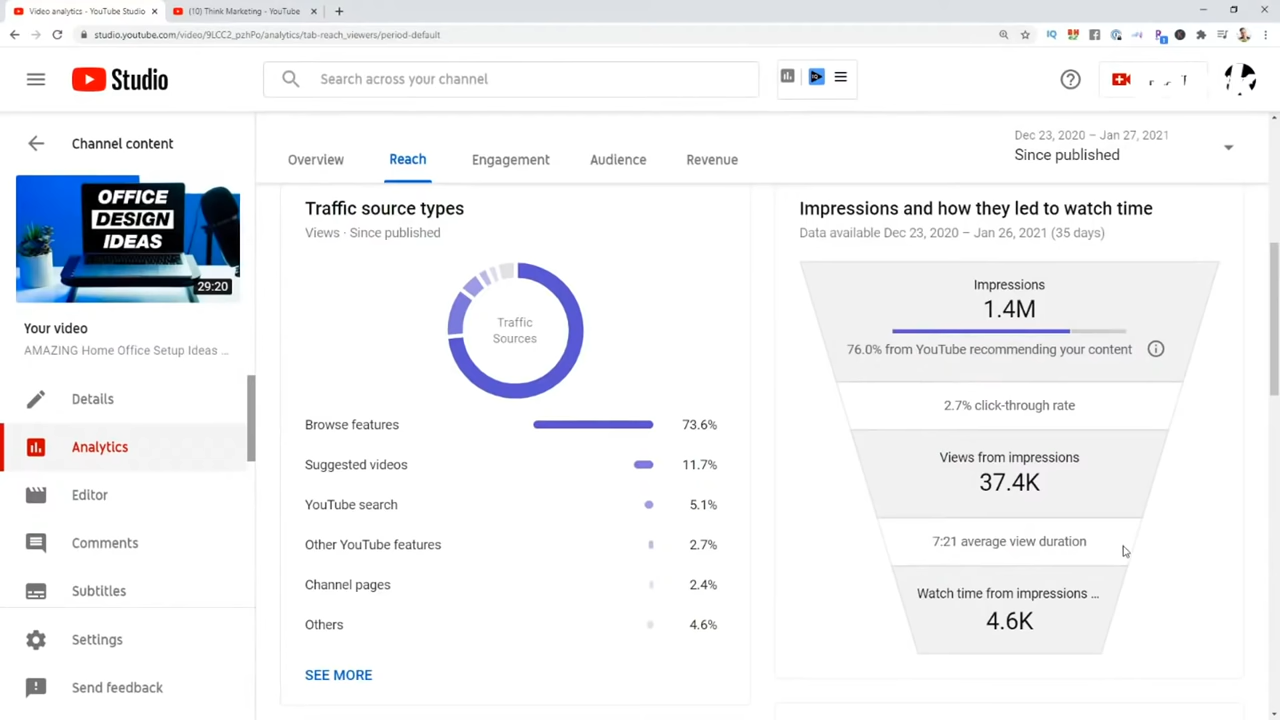 Video analytics - YouTube Studio
(10) Think Marketing - YouTube
studio.youtube.com/video/9LCC2_pzhPo/analytics/tab-reach_viewers/period-default
Studio
Search across your channel
Channel content
OFFICE
DESIGN
IDEAS
29:20
Your video
AMAZING Home Office Setup Ideas ...
Details
Analytics
Editor
Comments
Subtitles
Settings
Send feedback
Overview
Reach
Engagement
Audience
Revenue
Dec 23, 2020 – Jan 27, 2021
Since published
Traffic source types
Views · Since published
Traffic
Sources
Browse features 73.6%
Suggested videos 11.7%
YouTube search 5.1%
Other YouTube features 2.7%
Channel pages 2.4%
Others 4.6%
SEE MORE
Impressions and how they led to watch time
Data available Dec 23, 2020 – Jan 26, 2021 (35 days)
Impressions
1.4M
76.0% from YouTube recommending your content
2.7% click-through rate
Views from impressions
37.4K
7:21 average view duration
Watch time from impressions ...
4.6K